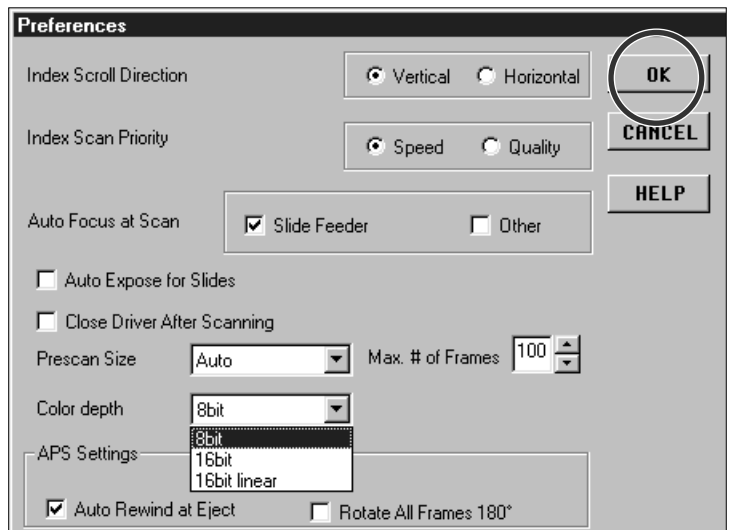 Preferences
Index Scroll Direction Vertical Horizontal OK
Index Scan Priority Speed Quality CANCEL
HELP
Auto Focus at Scan Slide Feeder Other
Auto Expose for Slides
Close Driver After Scanning
Prescan Size Auto Max. # of Frames 100
Color depth 8bit
8bit
APS Settings 16bit
16bit linear
Auto Rewind at Eject Rotate All Frames 180°